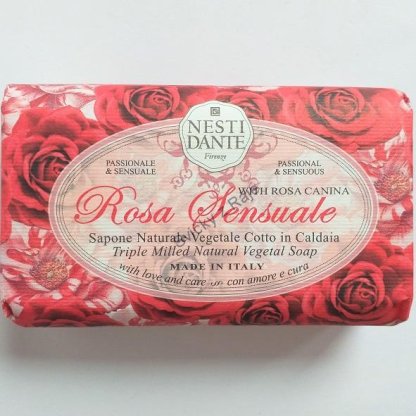 NESTI
DANTE
Firenze
PASSIONALE
& SENSUALE
PASSIONAL
& SENSUOUS
WITH ROSA CANINA
Rosa Sensuale
Sapone Naturale Vegetale Cotto in Caldaia
Triple Milled Natural Vegetal Soap
MADE IN ITALY
with love and care con amore e cura